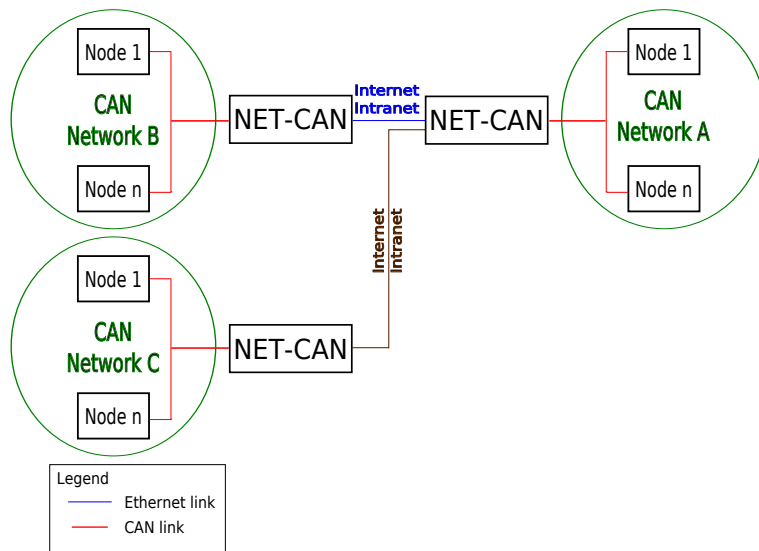 Node 1
CAN
Network B
Node n
NET-CAN
Internet
Intranet
NET-CAN
Node 1
CAN
Network A
Node n
Internet
Intranet
Node 1
CAN
Network C
Node n
NET-CAN
Legend
Ethernet link
CAN link